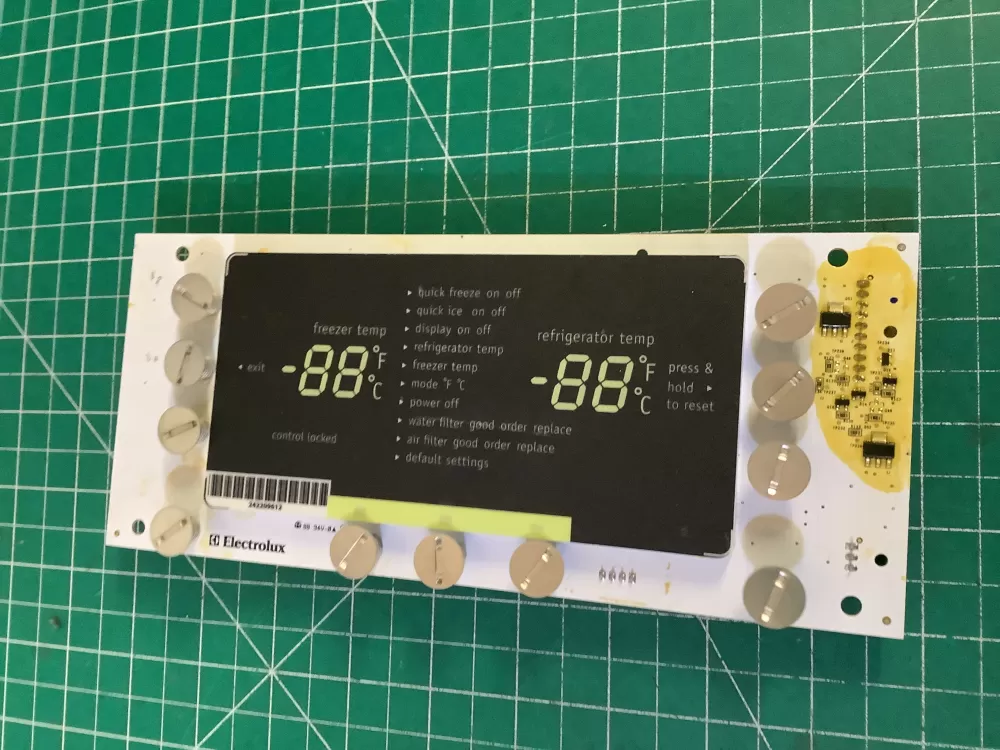 quick freeze on off
quick ice on off
display on off
refrigerator temp
freezer temp
mode °F °C
power off
water filter good order replace
air filter good order replace
default settings
freezer temp
-88°F
°C
exit
control locked
refrigerator temp
-88°F
°C
press &
hold
to reset
242209612
94V-0
Electrolux